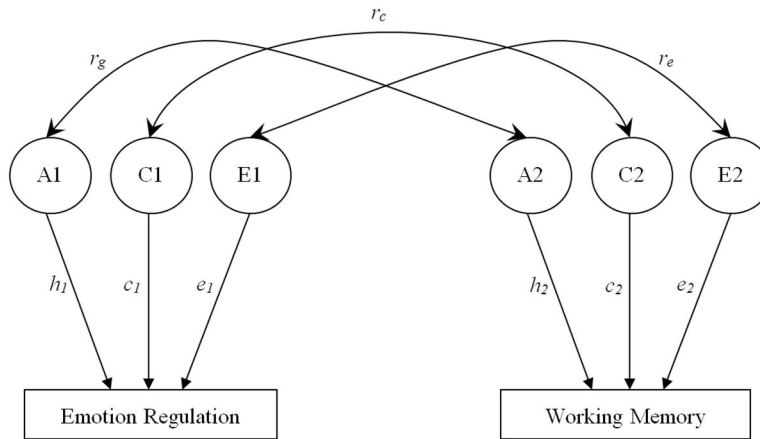 r_c
r_g r_e
A1 C1 E1 A2 C2 E2
h_1 c_1 e_1 h_2 c_2 e_2
Emotion Regulation Working Memory